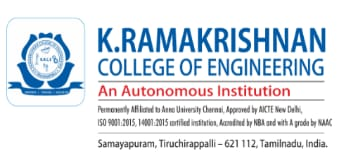 K.RAMAKRISHNAN
COLLEGE OF ENGINEERING
An Autonomous Institution
Permanently Affiliated to Anna University Chennai, Approved by AICTE New Delhi,
ISO 9001:2015, 14001:2015 certified institution, Accredited by NBA and with A grade by NAAC
Samayapuram, Tiruchirappalli – 621 112, Tamilnadu, India.